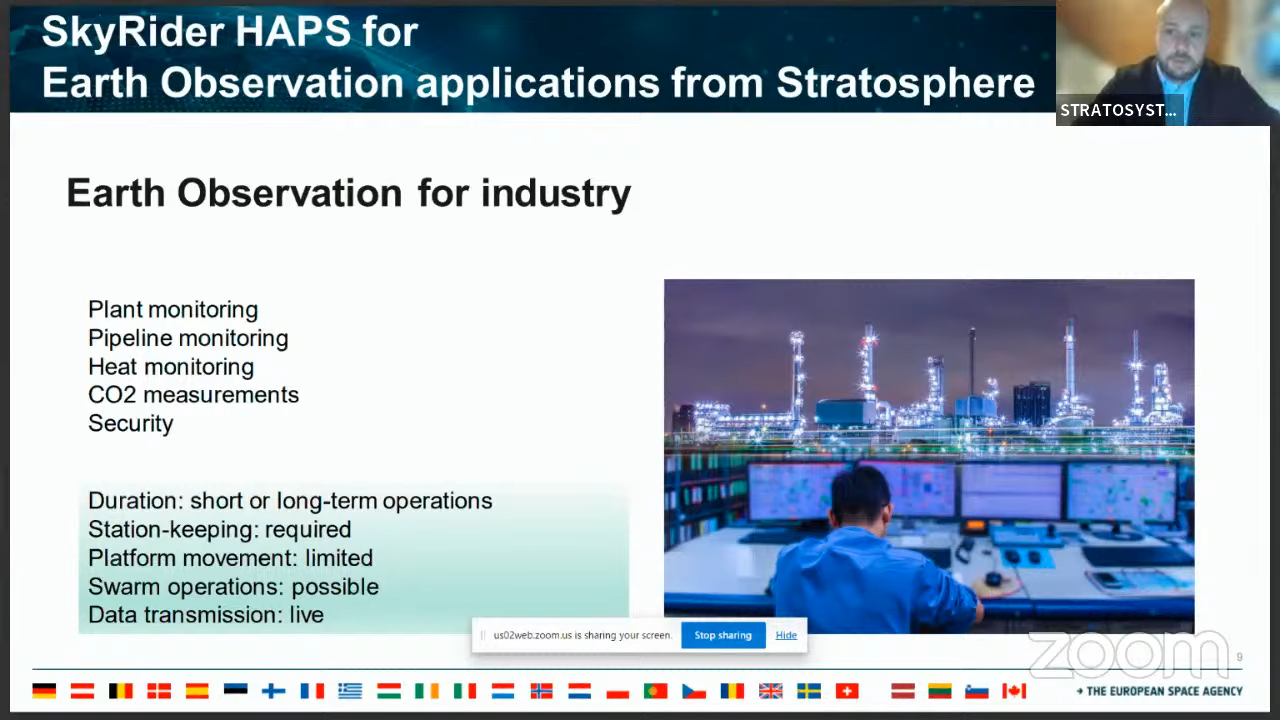 SkyRider HAPS for
Earth Observation applications from Stratosphere
STRATOSYST...
Earth Observation for industry
Plant monitoring
Pipeline monitoring
Heat monitoring
CO2 measurements
Security
Duration: short or long-term operations
Station-keeping: required
Platform movement: limited
Swarm operations: possible
Data transmission: live
us02web.zoom.us is sharing your screen.
Stop sharing
Hide
zoom
9
→ THE EUROPEAN SPACE AGENCY